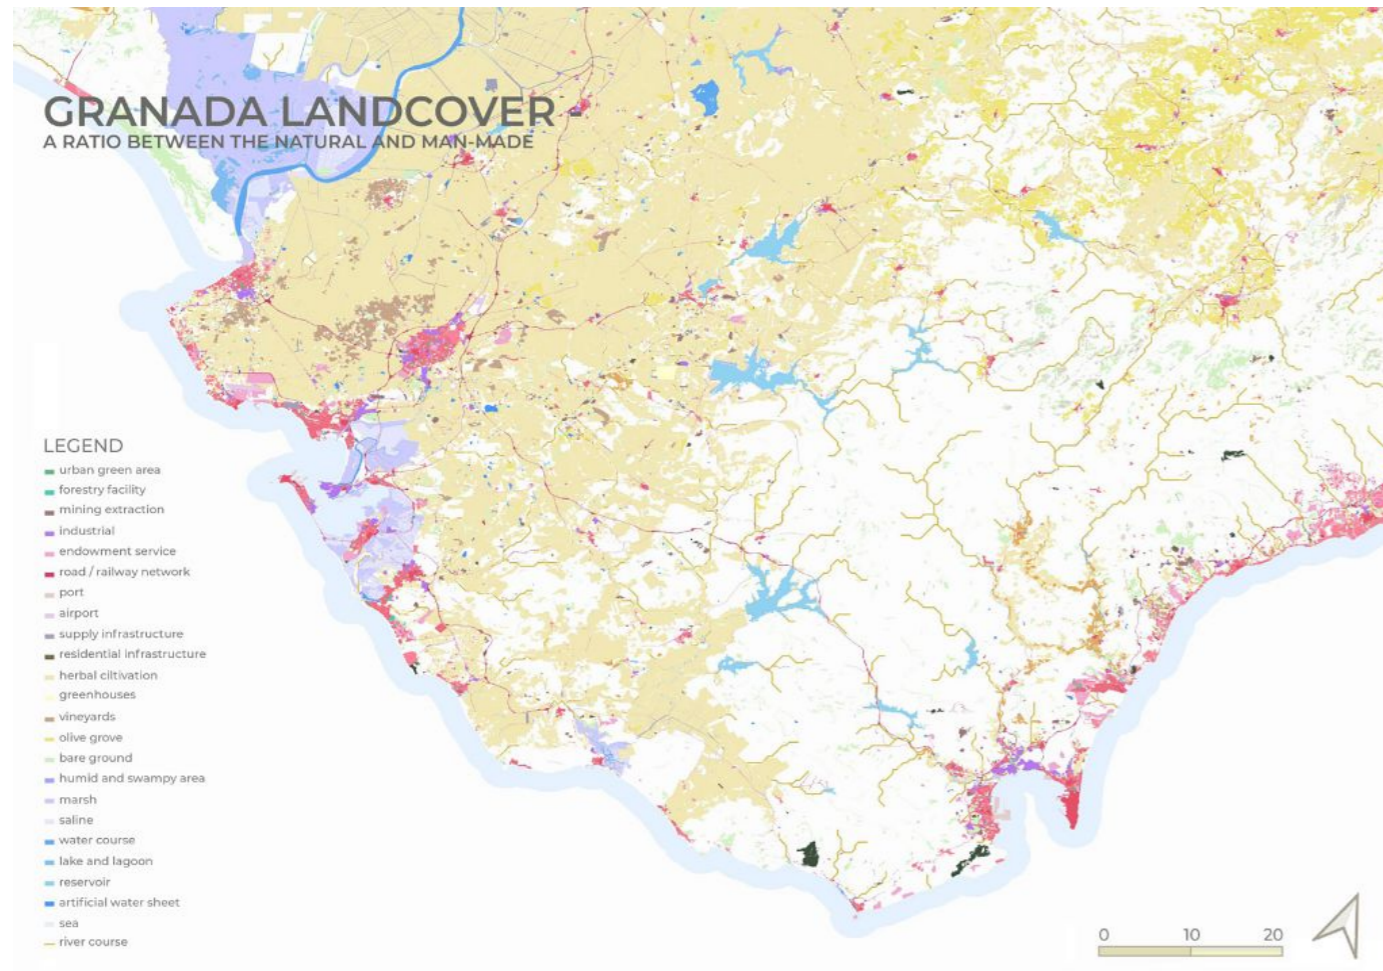 GRANADA LANDCOVER
A RATIO BETWEEN THE NATURAL AND MAN-MADE
LEGEND
urban green area
forestry facility
mining extraction
industrial
endowment service
road / railway network
port
airport
supply infrastructure
residential infrastructure
herbal ciltivation
greenhouses
vineyards
olive grove
bare ground
humid and swampy area
marsh
saline
water course
lake and lagoon
reservoir
artificial water sheet
sea
river course
0 10 20